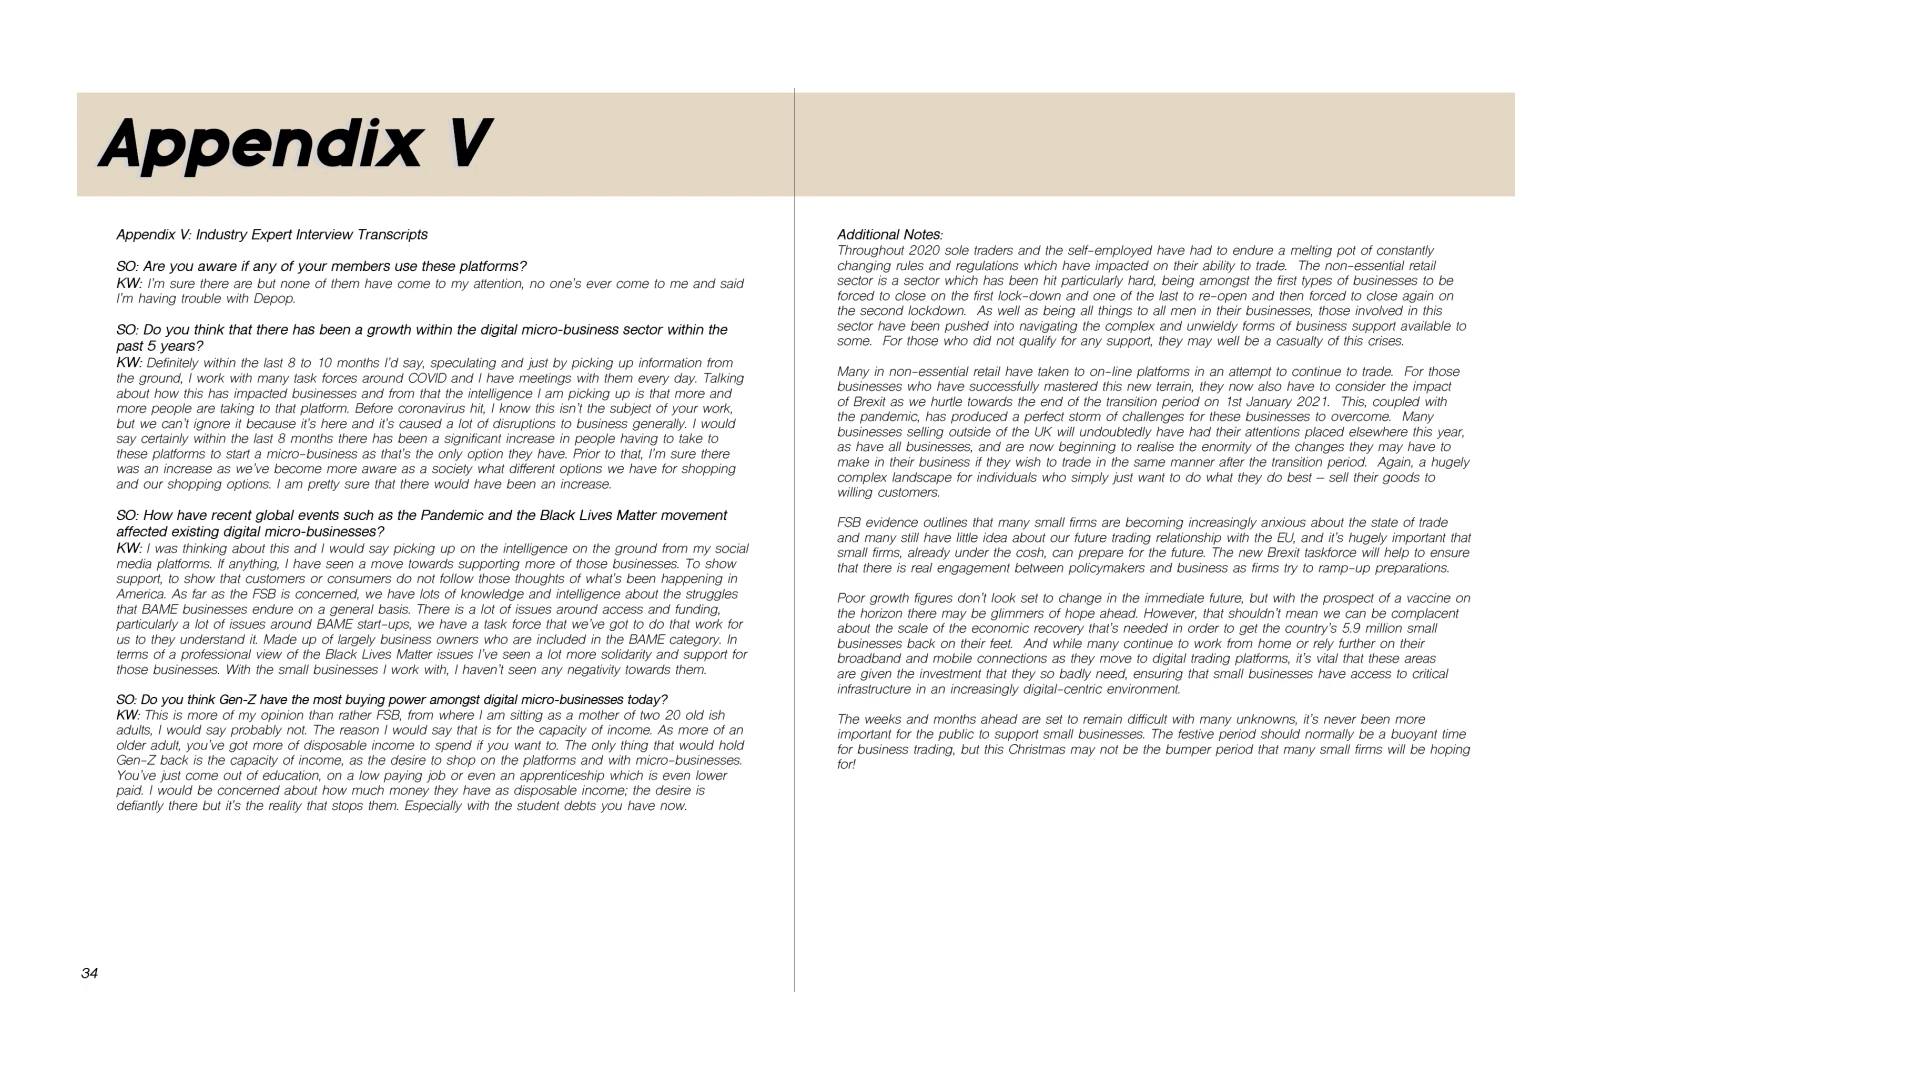 Appendix V
Appendix V: Industry Expert Interview Transcripts
SO: Are you aware if any of your members use these platforms?
KW: I'm sure there are but none of them have come to my attention, no one's ever come to me and said
I'm having trouble with Depop.
SO: Do you think that there has been a growth within the digital micro-business sector within the
past 5 years?
KW: Definitely within the last 8 to 10 months I'd say, speculating and just by picking up information from
the ground, I work with many task forces around COVID and I have meetings with them every day. Talking
about how this has impacted businesses and from that the intelligence I am picking up is that more and
more people are taking to that platform. Before coronavirus hit, I know this isn't the subject of your work,
but we can't ignore it because it's here and it's caused a lot of disruptions to business generally. I would
say certainly within the last 8 months there has been a significant increase in people having to take to
these platforms to start a micro-business as that's the only option they have. Prior to that, I'm sure there
was an increase as we've become more aware as a society what different options we have for shopping
and our shopping options. I am pretty sure that there would have been an increase.
SO: How have recent global events such as the Pandemic and the Black Lives Matter movement
affected existing digital micro-businesses?
KW: I was thinking about this and I would say picking up on the intelligence on the ground from my social
media platforms. If anything, I have seen a move towards supporting more of those businesses. To show
support, to show that customers or consumers do not follow those thoughts of what's been happening in
America. As far as the FSB is concerned, we have lots of knowledge and intelligence about the struggles
that BAME businesses endure on a general basis. There is a lot of issues around access and funding,
particularly a lot of issues around BAME start-ups, we have a task force that we've got to do that work for
us to they understand it. Made up of largely business owners who are included in the BAME category. In
terms of a professional view of the Black Lives Matter issues I've seen a lot more solidarity and support for
those businesses. With the small businesses I work with, I haven't seen any negativity towards them.
SO: Do you think Gen-Z have the most buying power amongst digital micro-businesses today?
KW: This is more of my opinion than rather FSB, from where I am sitting as a mother of two 20 old ish
adults, I would say probably not. The reason I would say that is for the capacity of income. As more of an
older adult, you've got more of disposable income to spend if you want to. The only thing that would hold
Gen-Z back is the capacity of income, as the desire to shop on the platforms and with micro-businesses.
You've just come out of education, on a low paying job or even an apprenticeship which is even lower
paid. I would be concerned about how much money they have as disposable income; the desire is
defiantly there but it's the reality that stops them. Especially with the student debts you have now.
34
Additional Notes:
Throughout 2020 sole traders and the self-employed have had to endure a melting pot of constantly
changing rules and regulations which have impacted on their ability to trade. The non-essential retail
sector is a sector which has been hit particularly hard, being amongst the first types of businesses to be
forced to close on the first lock-down and one of the last to re-open and then forced to close again on
the second lockdown. As well as being all things to all men in their businesses, those involved in this
sector have been pushed into navigating the complex and unwieldy forms of business support available to
some. For those who did not qualify for any support, they may well be a casualty of this crises.
Many in non-essential retail have taken to on-line platforms in an attempt to continue to trade. For those
businesses who have successfully mastered this new terrain, they now also have to consider the impact
of Brexit as we hurtle towards the end of the transition period on 1st January 2021. This, coupled with
the pandemic, has produced a perfect storm of challenges for these businesses to overcome. Many
businesses selling outside of the UK will undoubtedly have had their attentions placed elsewhere this year,
as have all businesses, and are now beginning to realise the enormity of the changes they may have to
make in their business if they wish to trade in the same manner after the transition period. Again, a hugely
complex landscape for individuals who simply just want to do what they do best – sell their goods to
willing customers.
FSB evidence outlines that many small firms are becoming increasingly anxious about the state of trade
and many still have little idea about our future trading relationship with the EU, and it's hugely important that
small firms, already under the cosh, can prepare for the future. The new Brexit taskforce will help to ensure
that there is real engagement between policymakers and business as firms try to ramp-up preparations.
Poor growth figures don't look set to change in the immediate future, but with the prospect of a vaccine on
the horizon there may be glimmers of hope ahead. However, that shouldn't mean we can be complacent
about the scale of the economic recovery that's needed in order to get the country's 5.9 million small
businesses back on their feet. And while many continue to work from home or rely further on their
broadband and mobile connections as they move to digital trading platforms, it's vital that these areas
are given the investment that they so badly need, ensuring that small businesses have access to critical
infrastructure in an increasingly digital-centric environment.
The weeks and months ahead are set to remain difficult with many unknowns, it's never been more
important for the public to support small businesses. The festive period should normally be a buoyant time
for business trading, but this Christmas may not be the bumper period that many small firms will be hoping
for!